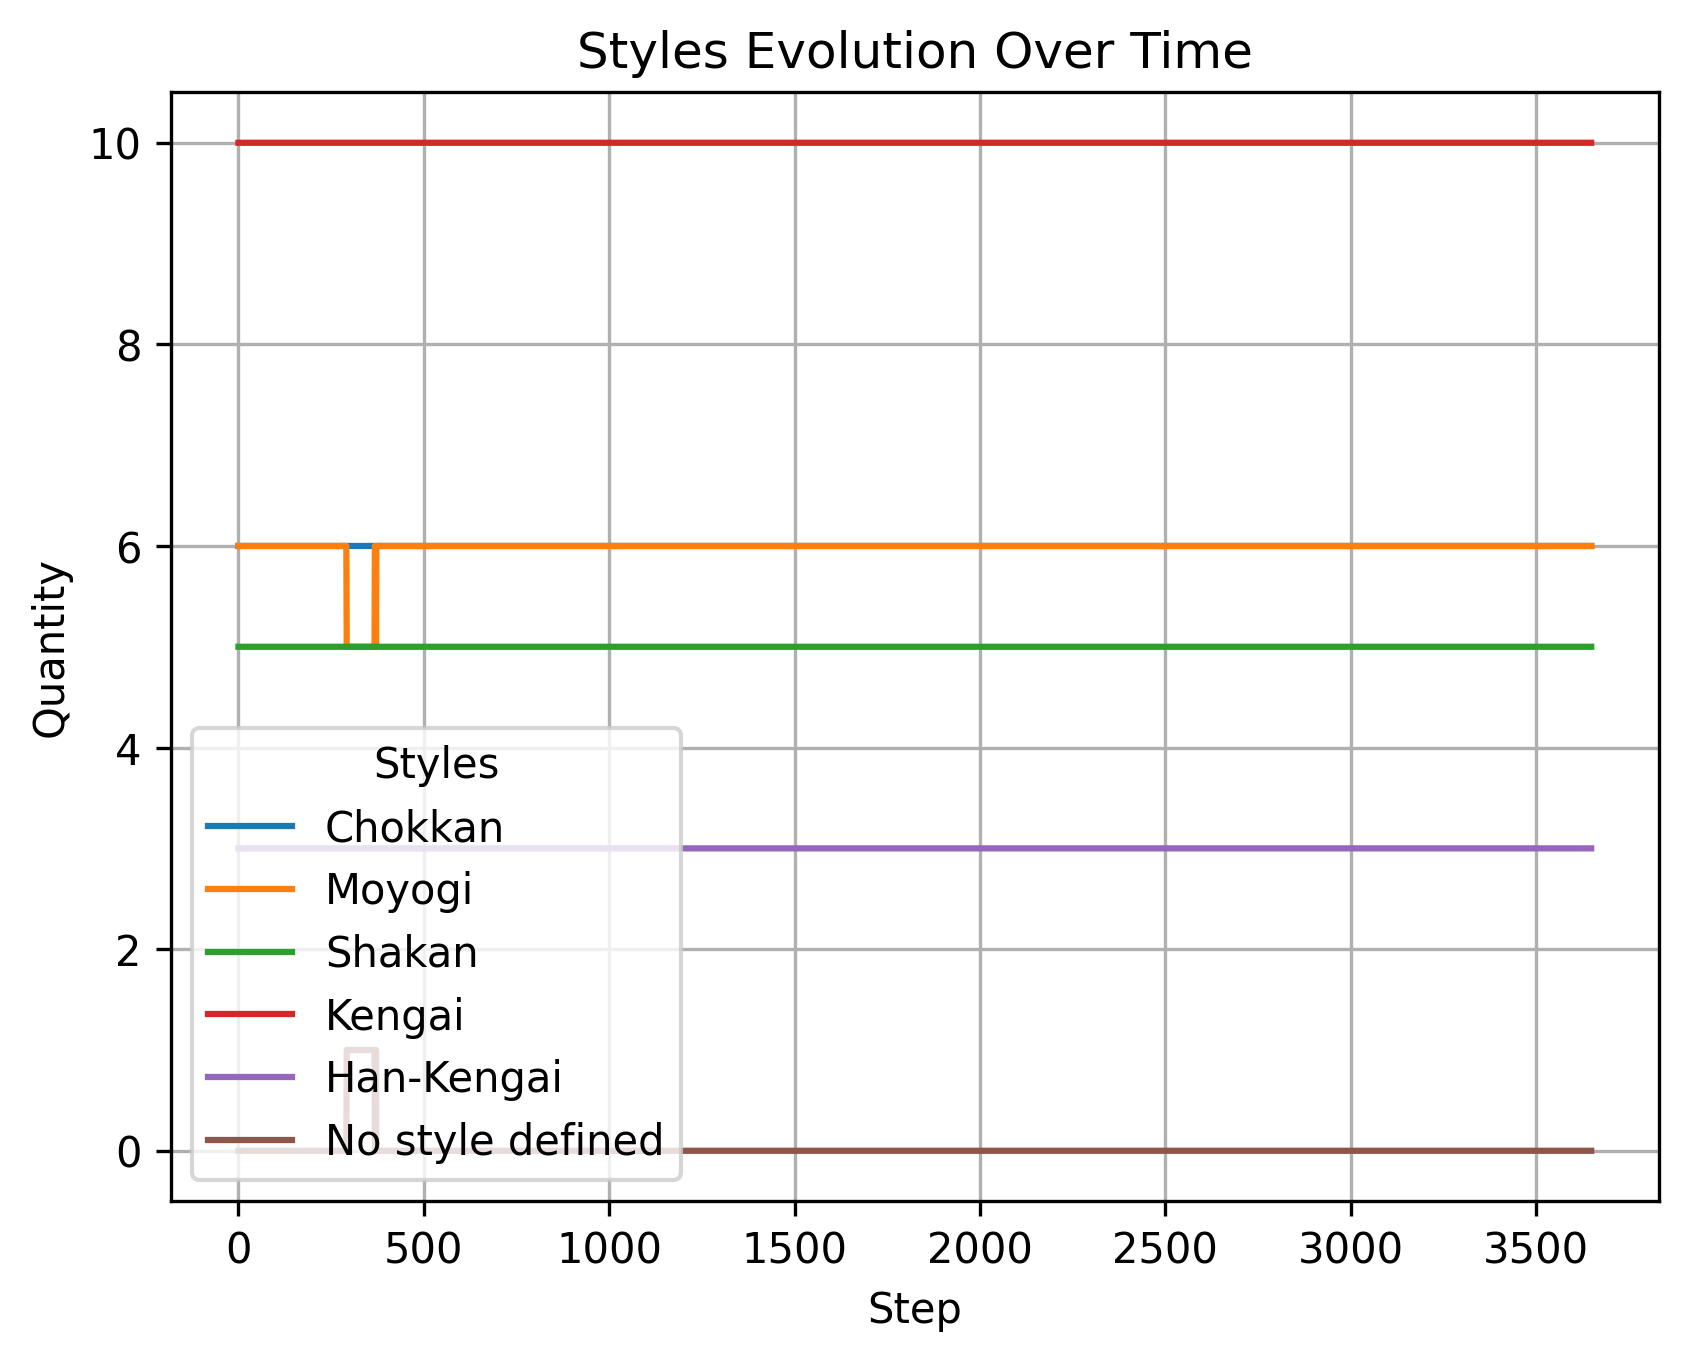 Styles Evolution Over Time
Quantity
10
8
6
4
2
0
Styles
Chokkan
Moyogi
Shakan
Kengai
Han-Kengai
No style defined
0 500 1000 1500 2000 2500 3000 3500
Step